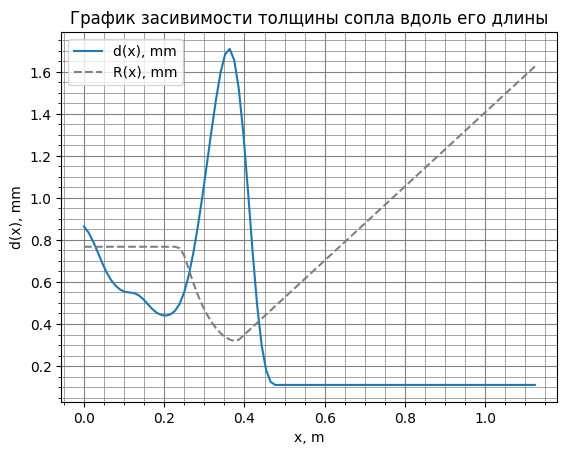 График засивимости толщины сопла вдоль его длины
d(x), mm
R(x), mm
d(x), mm
1.6
1.4
1.2
1.0
0.8
0.6
0.4
0.2
0.0 0.2 0.4 0.6 0.8 1.0
x, m